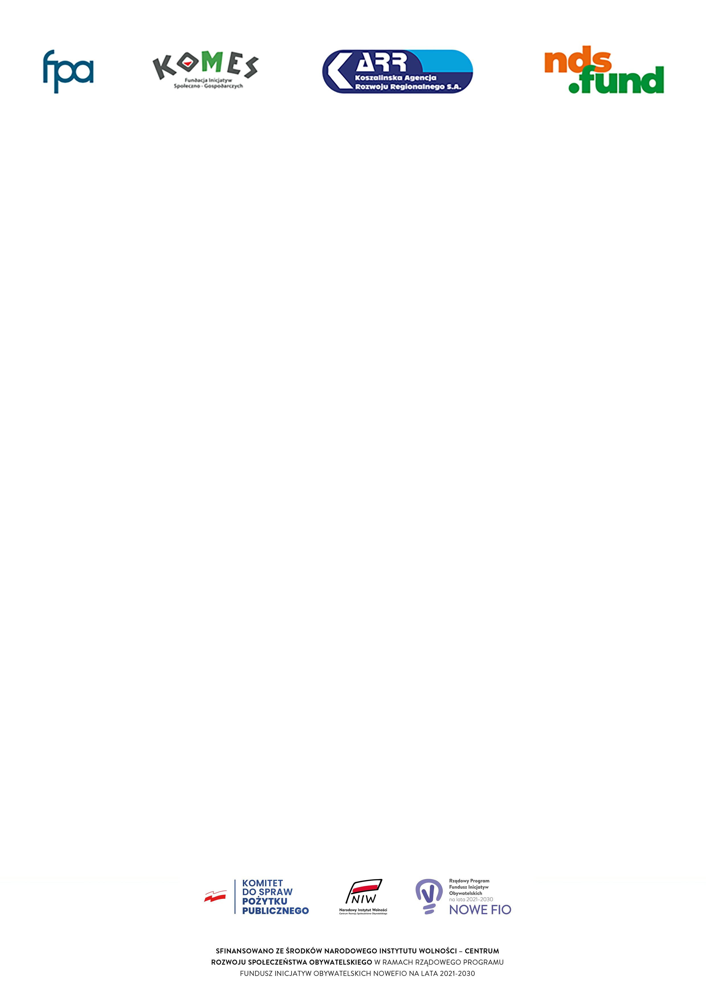 fpa
KOMES
Fundacja Inicjatyw
Społeczno - Gospodarczych
KARR
Koszalinska Agencja
Rozwoju Regionalnego S.A.
nds
.fund
KOMITET
DO SPRAW
POŻYTKU
PUBLICZNEGO
NIW
Narodowy Instytut Wolności
Centrum Rozwoju Społeczeństwa Obywatelskiego
Rządowy Program
Fundusz Inicjatyw
Obywatelskich
na lata 2021–2030
NOWE FIO
SFINANSOWANO ZE ŚRODKÓW NARODOWEGO INSTYTUTU WOLNOŚCI – CENTRUM
ROZWOJU SPOŁECZEŃSTWA OBYWATELSKIEGO W RAMACH RZĄDOWEGO PROGRAMU
FUNDUSZ INICJATYW OBYWATELSKICH NOWEFIO NA LATA 2021-2030